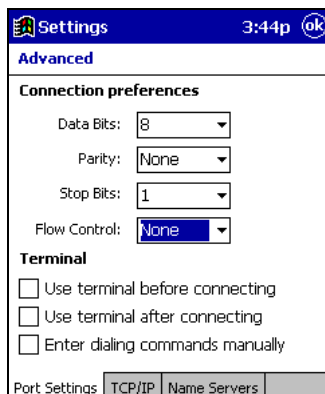 Settings 3:44p ok
Advanced
Connection preferences
Data Bits: 8
Parity: None
Stop Bits: 1
Flow Control: None
Terminal
Use terminal before connecting
Use terminal after connecting
Enter dialing commands manually
Port Settings TCP/IP Name Servers